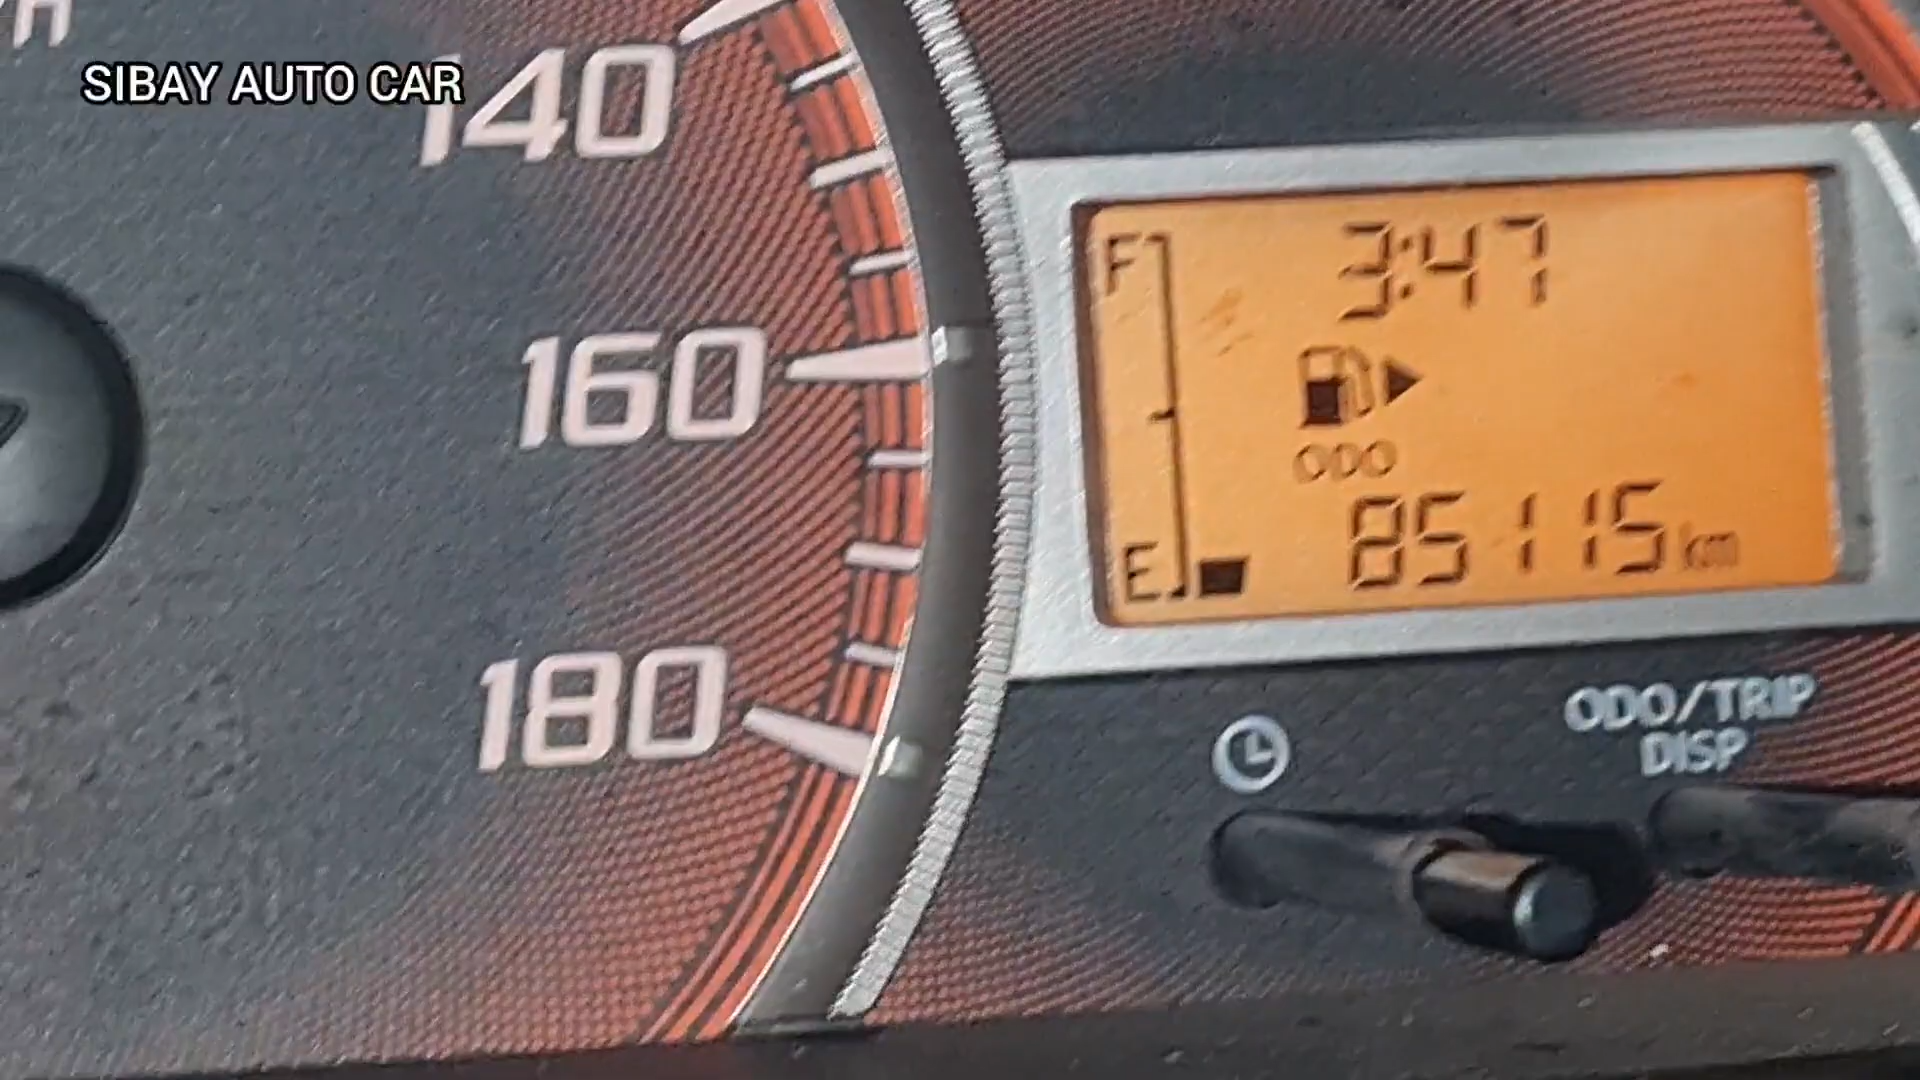 SIBAY AUTO CAR
140
160
180
F
3:47
ODO
85115 km
E
ODO/TRIP
DISP